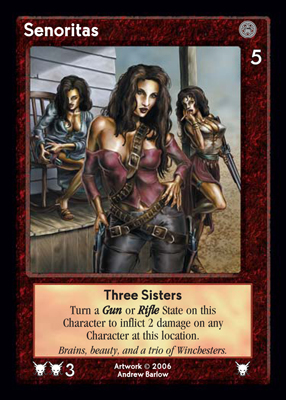 Senoritas
5
Three Sisters
Turn a Gun or Rifle State on this
Character to inflict 2 damage on any
Character at this location.
Brains, beauty, and a trio of Winchesters.
3
Artwork © 2006
Andrew Barlow